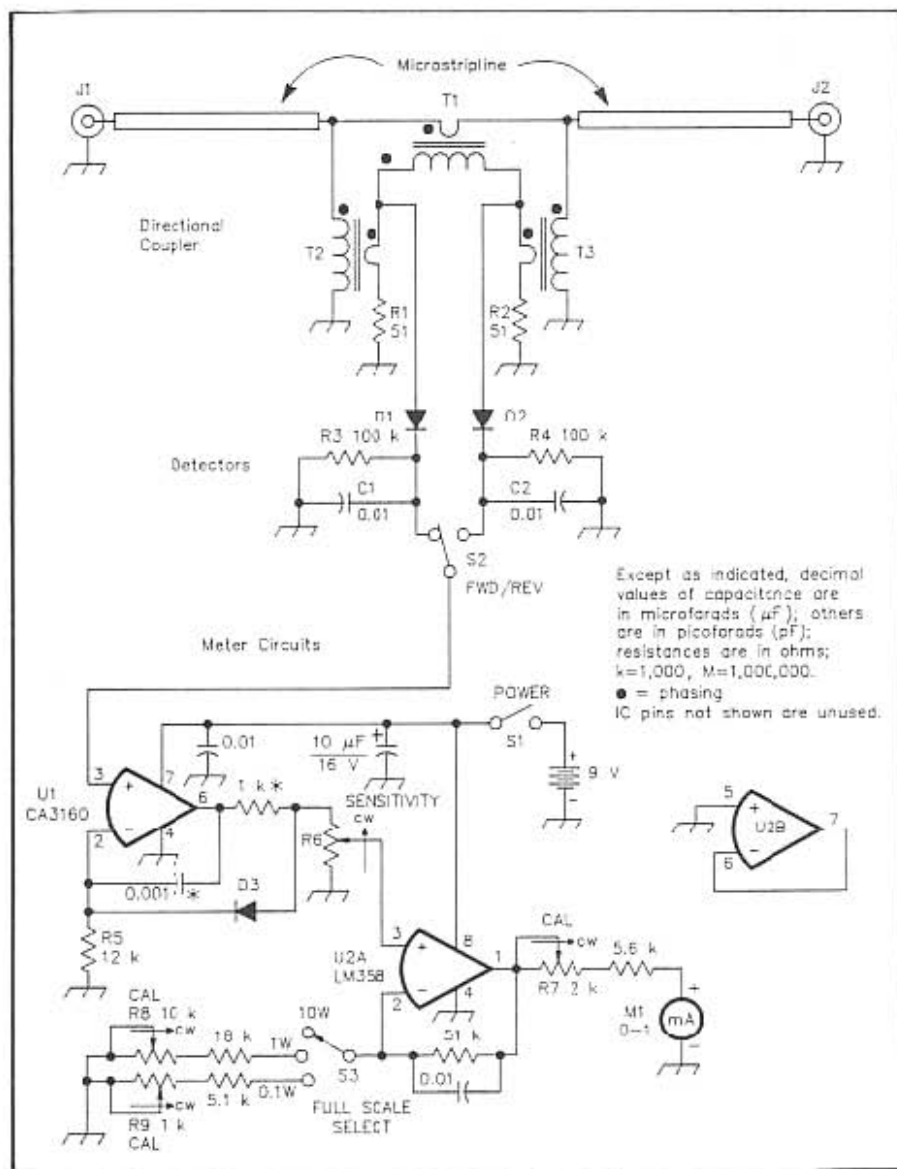 Microstripline
J1
T1
J2
Directional
Coupler
T2
T3
R1
51
R2
51
D1
D2
R3 100 k
R4 100 k
Detectors
C1
0.01
C2
0.01
S2
FWD/REV
Except as indicated, decimal
values of capacitance are
in microfarads (µF); others
are in picofarads (pF);
resistances are in ohms;
k=1,000, M=1,000,000.
● = phasing
IC pins not shown are unused.
Meter Circuits
POWER
S1
0.01
10 µF
16 V
+
9 V
-
+
U1
CA3160
3
+
7
6
2
-
4
1 k*
SENSITIVITY
cw
R6
0.001 *
D3
R5
12 k
5
+
U2B
7
6
-
3
+
8
1
U2A
LM358
2
-
4
CAL
cw
R7 2 k
5.6 k
+
M1
0-1
mA
-
51 k
0.01
CAL
R8 10 k
cw
18 k
1W
10W
S3
0.1W
5.1 k
cw
R9 1 k
CAL
FULL SCALE
SELECT